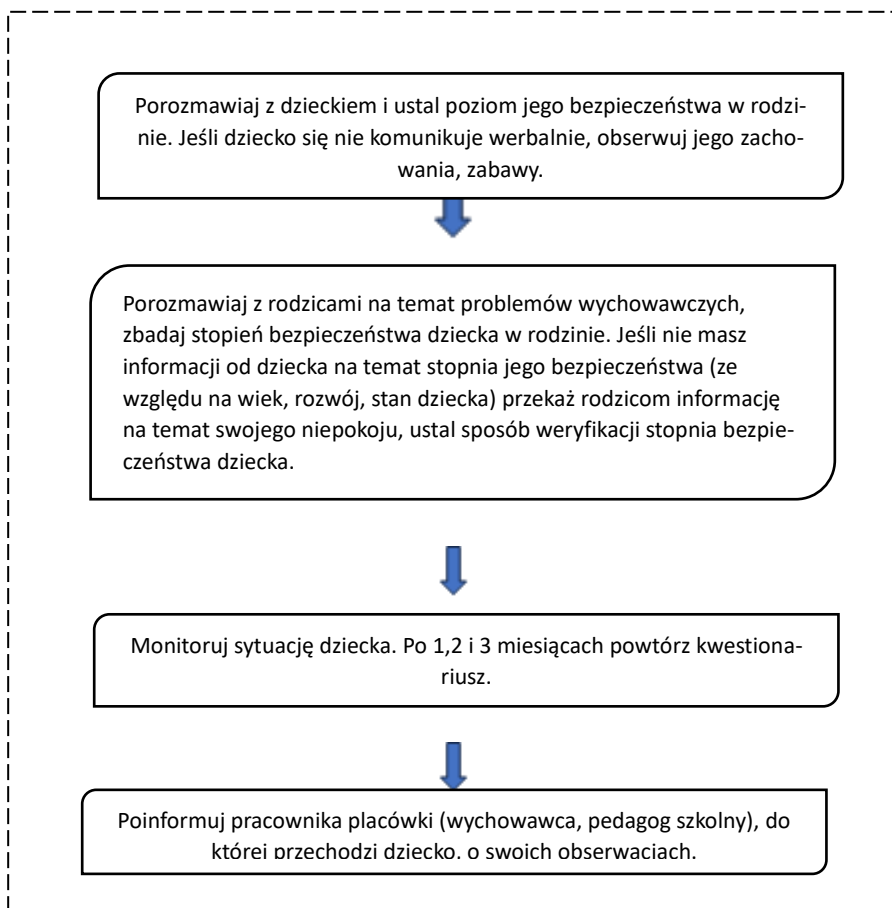 Porozmawiaj z dzieckiem i ustal poziom jego bezpieczeństwa w rodzi-
nie. Jeśli dziecko się nie komunikuje werbalnie, obserwuj jego zacho-
wania, zabawy.
Porozmawiaj z rodzicami na temat problemów wychowawczych,
zbadaj stopień bezpieczeństwa dziecka w rodzinie. Jeśli nie masz
informacji od dziecka na temat stopnia jego bezpieczeństwa (ze
względu na wiek, rozwój, stan dziecka) przekaż rodzicom informację
na temat swojego niepokoju, ustal sposób weryfikacji stopnia bezpie-
czeństwa dziecka.
Monitoruj sytuację dziecka. Po 1,2 i 3 miesiącach powtórz kwestiona-
riusz.
Poinformuj pracownika placówki (wychowawca, pedagog szkolny), do
której przechodzi dziecko, o swoich obserwacjach.